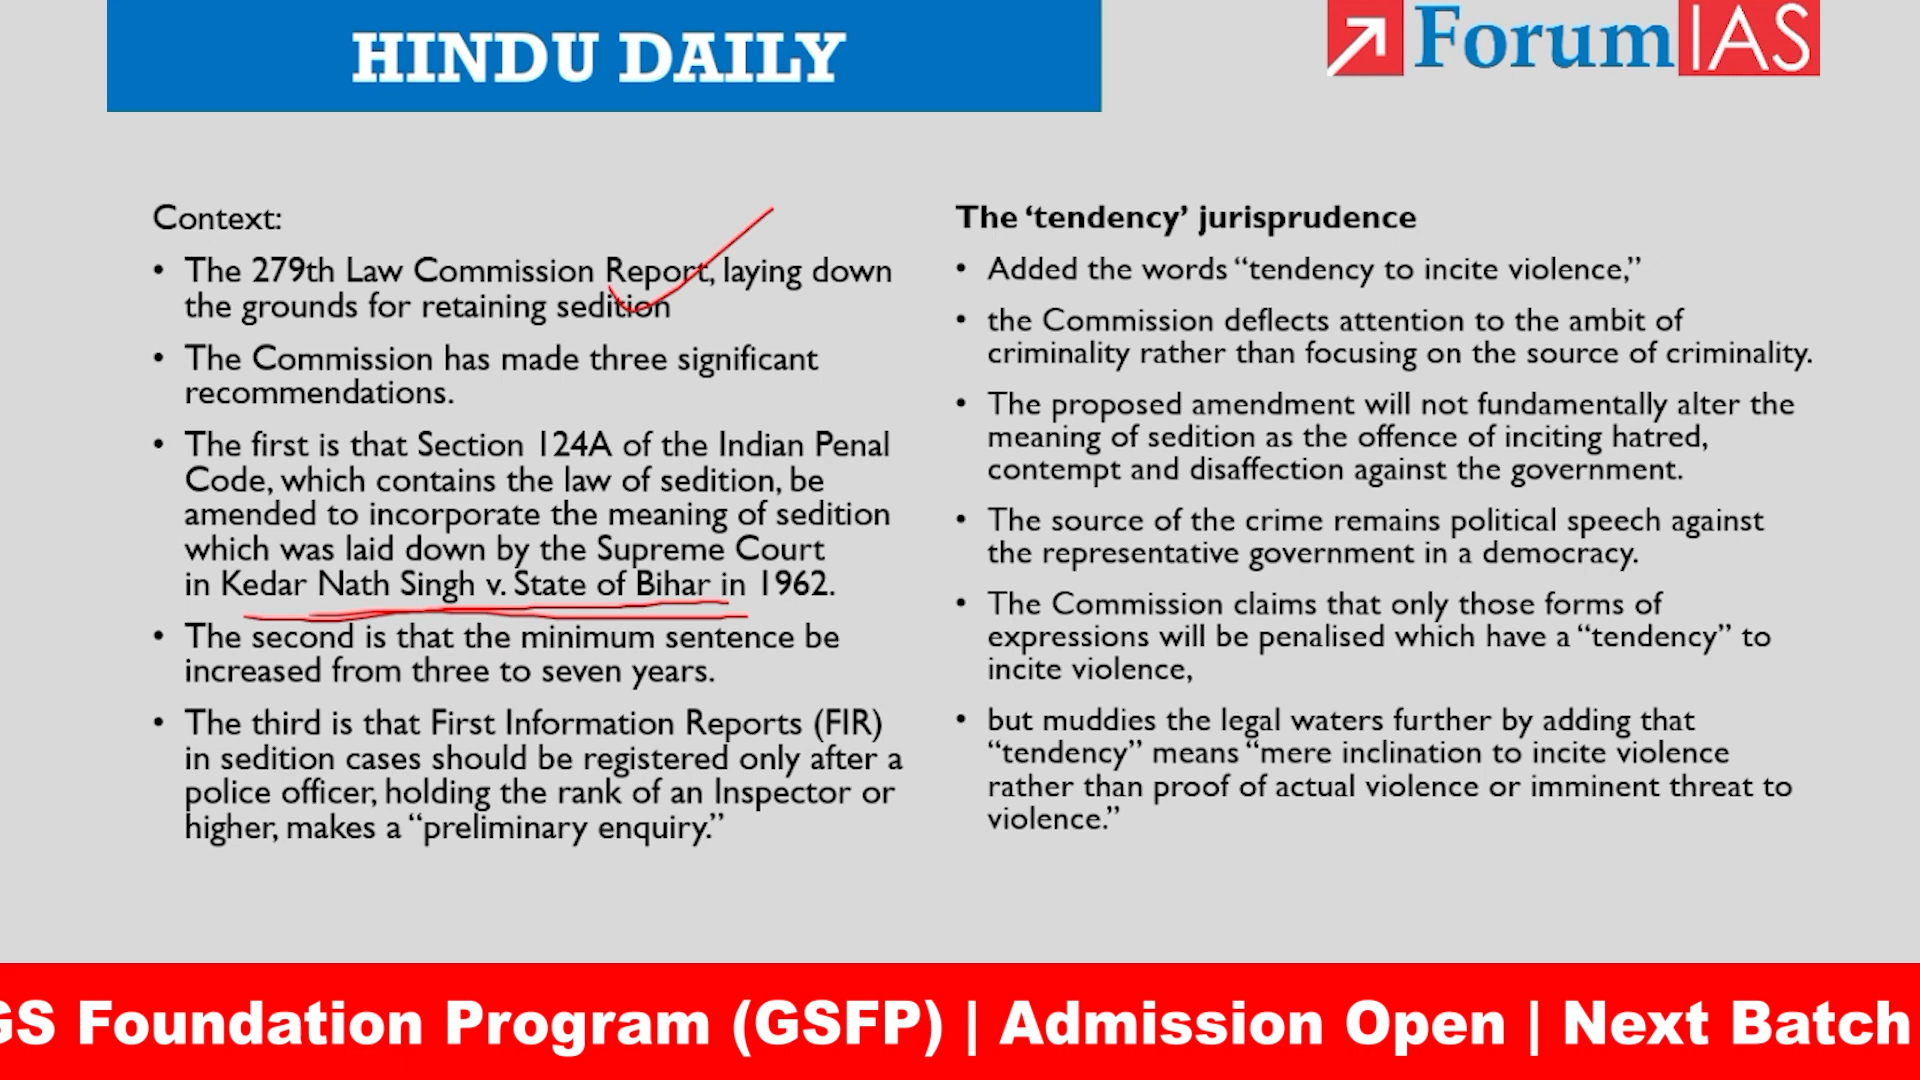 HINDU DAILY
ForumIAS
Context:
• The 279th Law Commission Report, laying down
the grounds for retaining sedition
• The Commission has made three significant
recommendations.
• The first is that Section 124A of the Indian Penal
Code, which contains the law of sedition, be
amended to incorporate the meaning of sedition
which was laid down by the Supreme Court
in Kedar Nath Singh v. State of Bihar in 1962.
• The second is that the minimum sentence be
increased from three to seven years.
• The third is that First Information Reports (FIR)
in sedition cases should be registered only after a
police officer, holding the rank of an Inspector or
higher, makes a “preliminary enquiry.”
The ‘tendency’ jurisprudence
• Added the words “tendency to incite violence,”
• the Commission deflects attention to the ambit of
criminality rather than focusing on the source of criminality.
• The proposed amendment will not fundamentally alter the
meaning of sedition as the offence of inciting hatred,
contempt and disaffection against the government.
• The source of the crime remains political speech against
the representative government in a democracy.
• The Commission claims that only those forms of
expressions will be penalised which have a “tendency” to
incite violence,
• but muddies the legal waters further by adding that
“tendency” means “mere inclination to incite violence
rather than proof of actual violence or imminent threat to
violence.”
GS Foundation Program (GSFP) | Admission Open | Next Batch